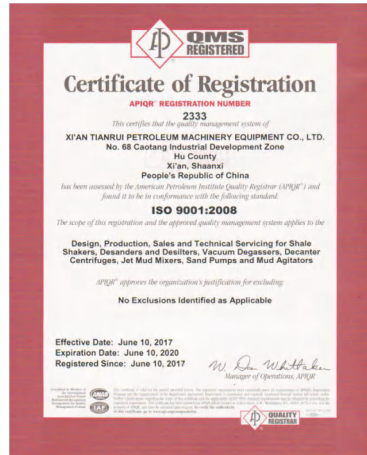 QMS
REGISTERED
Certificate of Registration
APIQR® REGISTRATION NUMBER
2333
This certifies that the quality management system of
XI'AN TIANRUI PETROLEUM MACHINERY EQUIPMENT CO., LTD.
No. 68 Caotang Industrial Development Zone
Hu County
Xi'an, Shaanxi
People's Republic of China
has been assessed by the American Petroleum Institute Quality Registrar (APIQR®) and
found it to be in conformance with the following standard:
ISO 9001:2008
The scope of this registration and the approved quality management system applies to the
Design, Production, Sales and Technical Servicing for Shale
Shakers, Desanders and Desilters, Vacuum Degassers, Decanter
Centrifuges, Jet Mud Mixers, Sand Pumps and Mud Agitators
APIQR® approves the organization's justification for excluding:
No Exclusions Identified as Applicable
Effective Date: June 10, 2017
Expiration Date: June 10, 2020
Registered Since: June 10, 2017
W. Don Whittaker
Manager of Operations, APIQR
ANAB
IAF
QUALITY
REGISTRAR